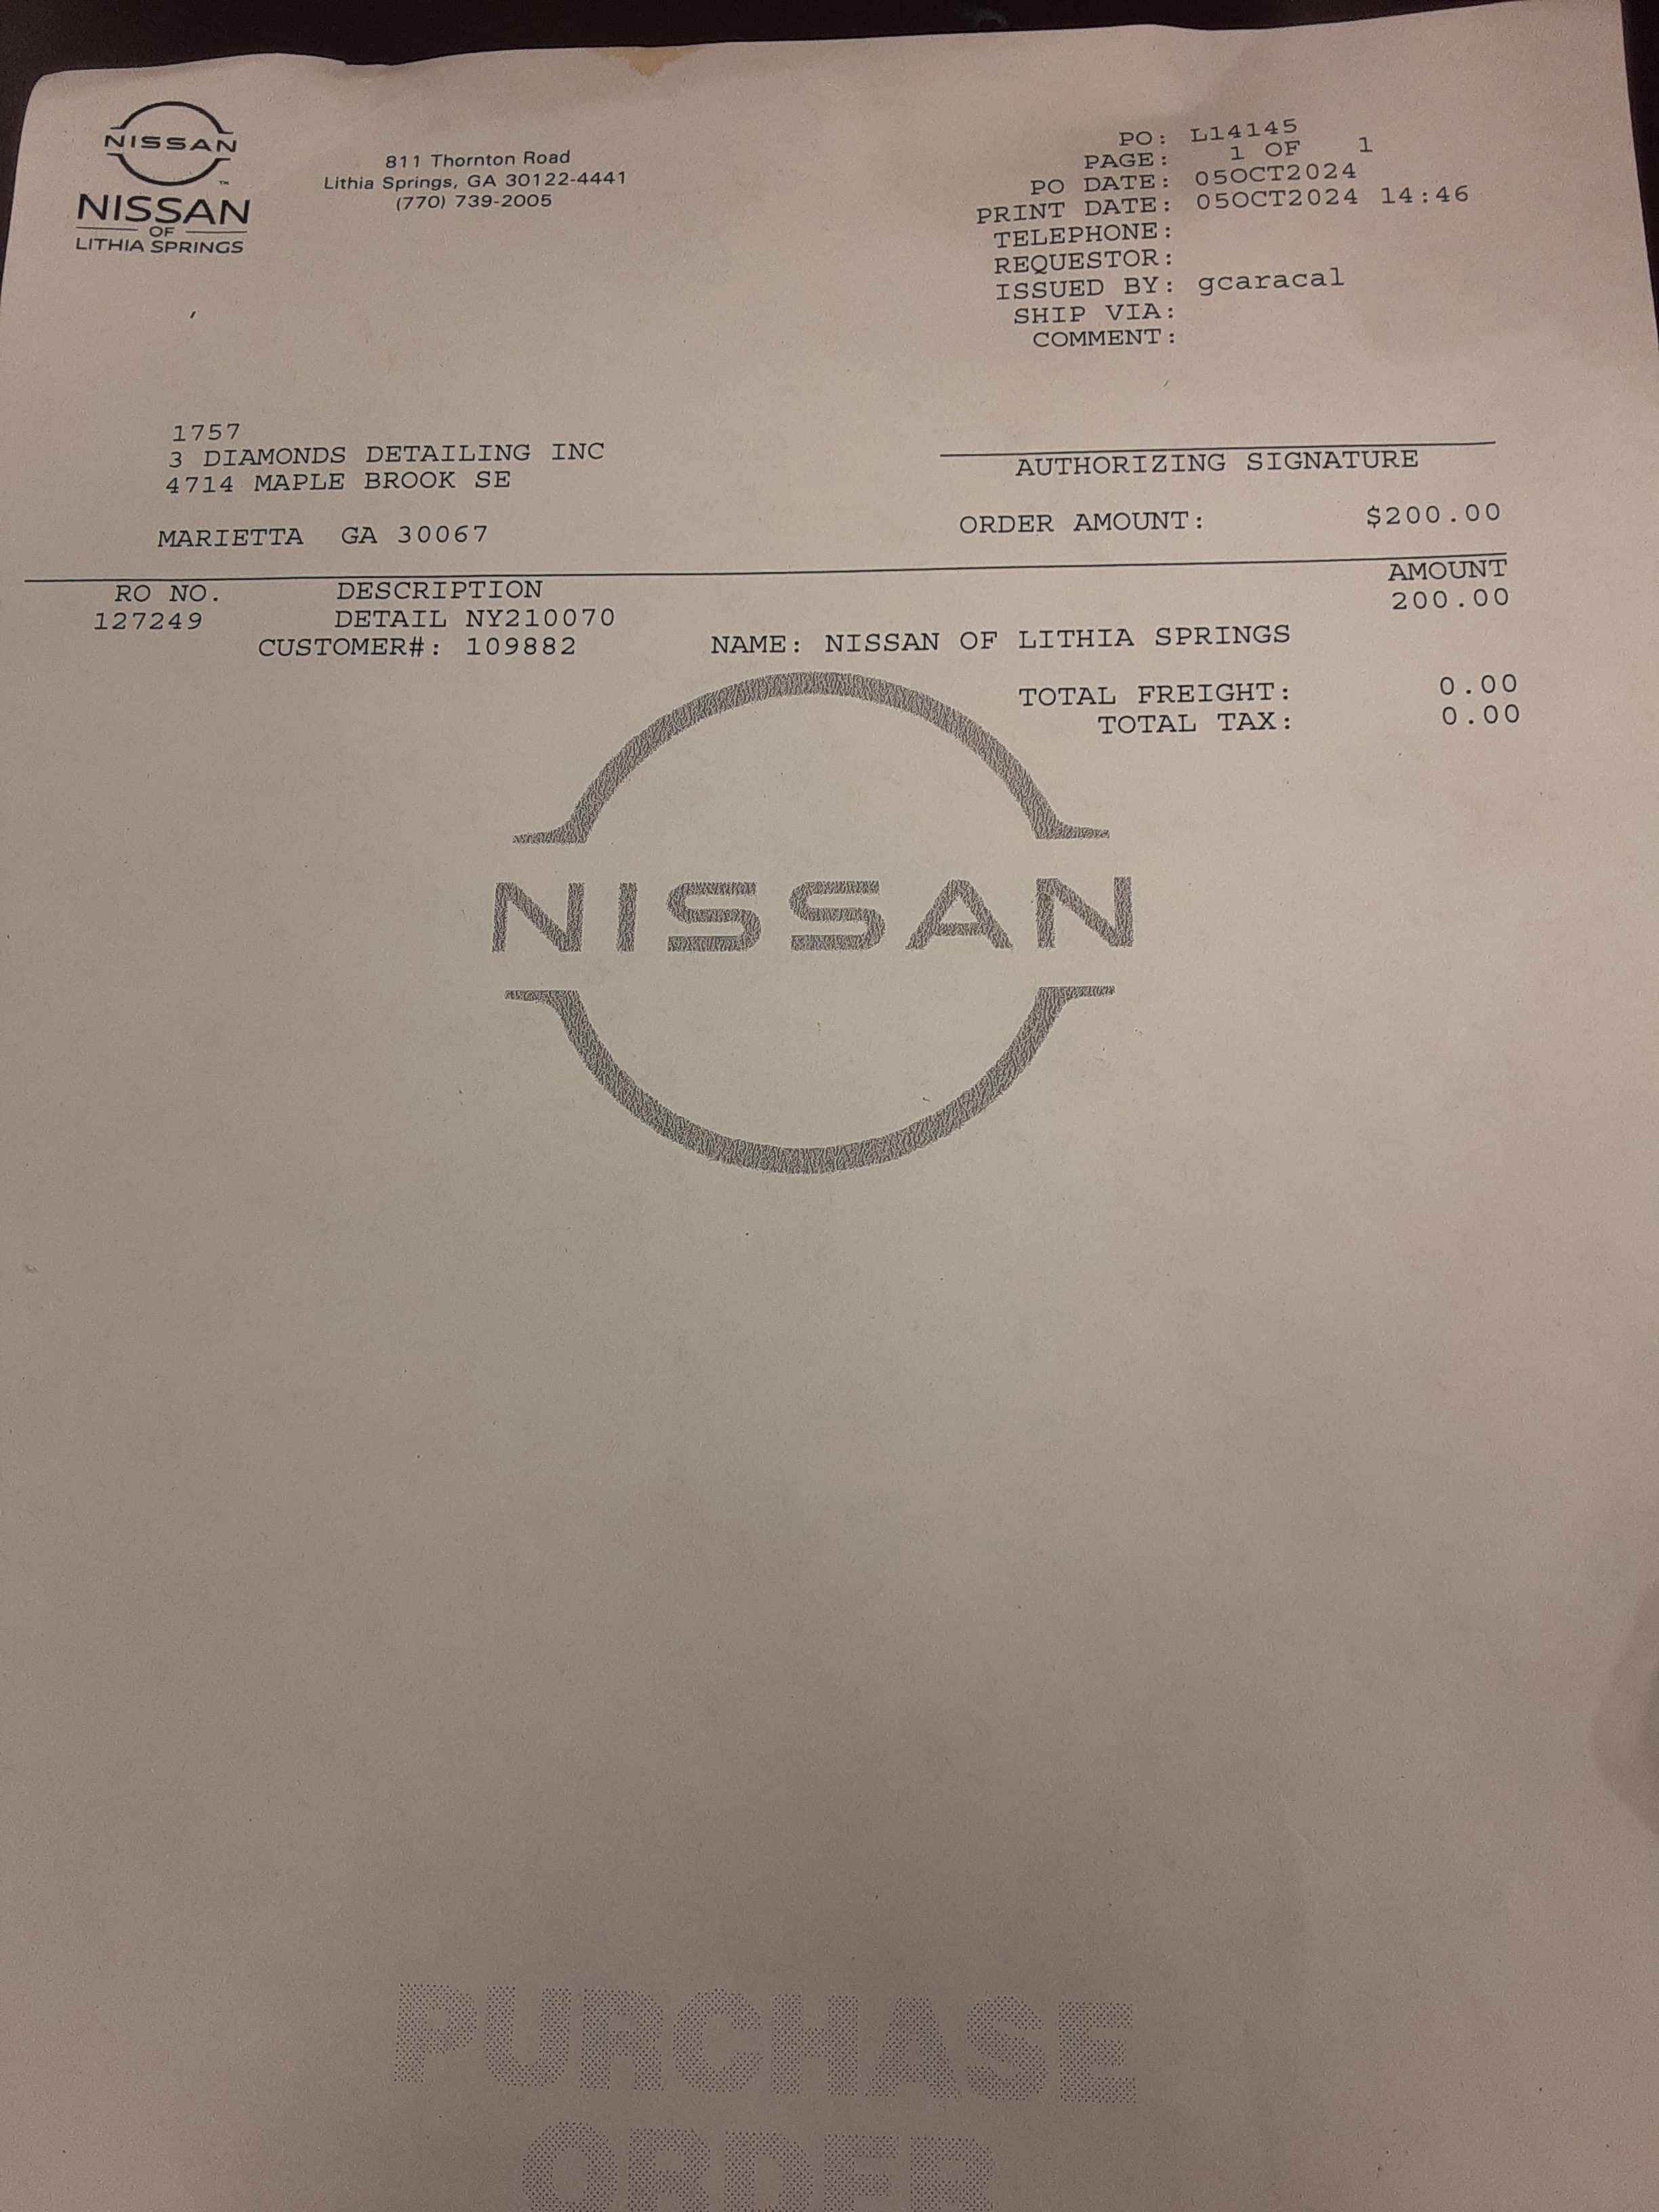 NISSAN
NISSAN
OF
LITHIA SPRINGS
811 Thornton Road
Lithia Springs, GA 30122-4441
(770) 739-2005
PO: L14145
PAGE: 1 OF 1
PO DATE: 05OCT2024
PRINT DATE: 05OCT2024 14:46
TELEPHONE:
REQUESTOR:
ISSUED BY: gcaracal
SHIP VIA:
COMMENT:
1757
3 DIAMONDS DETAILING INC
4714 MAPLE BROOK SE
MARIETTA GA 30067
AUTHORIZING SIGNATURE
ORDER AMOUNT: $200.00
RO NO. DESCRIPTION AMOUNT
127249 DETAIL NY210070 200.00
CUSTOMER#: 109882 NAME: NISSAN OF LITHIA SPRINGS
TOTAL FREIGHT: 0.00
TOTAL TAX: 0.00
NISSAN
PURCHASE
ORDER